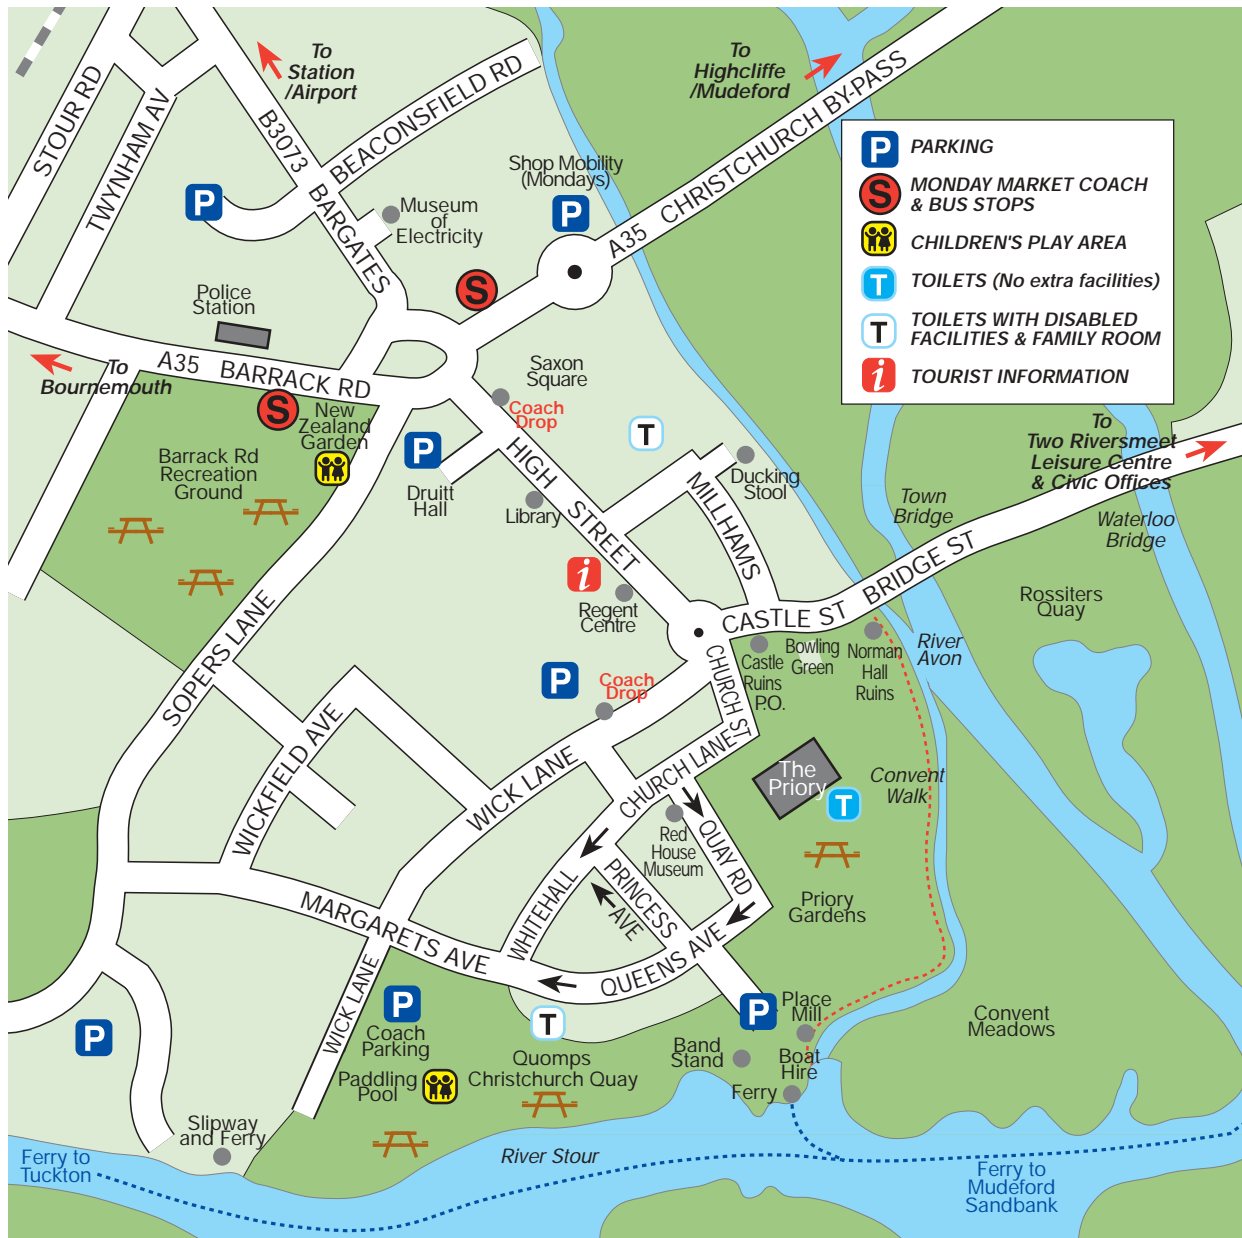 To
Station
/Airport
To
Highcliffe
/Mudeford
STOUR RD
TWYNHAM AV
B3073
BARGATES
BEAUCONSFIELD RD
A35 CHRISTCHURCH BY-PASS
P
Shop Mobility
(Mondays)
P
Museum
of
Electricity
S
P PARKING
S MONDAY MARKET COACH
& BUS STOPS
CHILDREN'S PLAY AREA
T TOILETS (No extra facilities)
T TOILETS WITH DISABLED
FACILITIES & FAMILY ROOM
i TOURIST INFORMATION
Police
Station
To
Bournemouth
A35 BARRACK RD
S
New
Zealand
Garden
Barrack Rd
Recreation
Ground
P
Druitt
Hall
Saxon
Square
Coach
Drop
HIGH STREET
Library
T
Ducking
Stool
MILLHAMS
To
Two Riversmeet
Leisure Centre
& Civic Offices
Town
Bridge
Waterloo
Bridge
i
Regent
Centre
CASTLE ST
BRIDGE ST
Rossiters
Quay
River
Avon
Castle
Ruins
P.O.
Bowling
Green
Norman
Hall
Ruins
SOPERS LANE
P
Coach
Drop
CHURCH ST
WICKFIELD AVE
WICK LANE
CHURCH LANE
The
Priory
T
Convent
Walk
Red
House
Museum
QUAY RD
Priory
Gardens
MARGARETS AVE
WHITEHALL
PRINCESS
AVE
QUEENS AVE
WICK LANE
P
P
Coach
Parking
T
P
Place
Mill
Convent
Meadows
Band
Stand
Boat
Hire
Ferry
Quomps
Christchurch Quay
Paddling
Pool
Slipway
and Ferry
River Stour
Ferry to
Tuckton
Ferry to
Mudeford
Sandbank